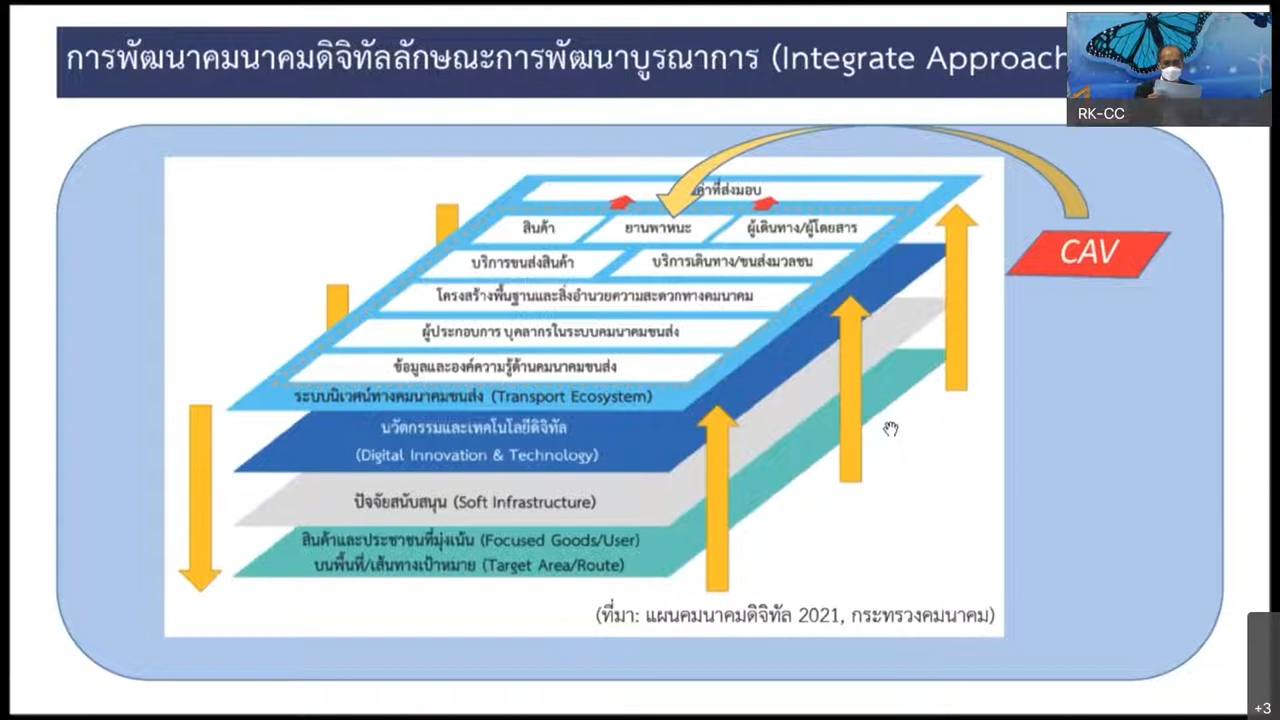 การพัฒนาคมนาคมดิจิทัลลักษณะการพัฒนาบูรณาการ (Integrate Approach
RK-CC
ค่าที่ส่งมอบ
สินค้า
ยานพาหนะ
ผู้เดินทาง/ผู้โดยสาร
CAV
บริการขนส่งสินค้า
บริการเดินทาง/ขนส่งมวลชน
โครงสร้างพื้นฐานและสิ่งอำนวยความสะดวกทางคมนาคม
ผู้ประกอบการ บุคลากรในระบบคมนาคมขนส่ง
ข้อมูลและองค์ความรู้ด้านคมนาคมขนส่ง
ระบบนิเวศน์ทางคมนาคมขนส่ง (Transport Ecosystem)
นวัตกรรมและเทคโนโลยีดิจิทัล
(Digital Innovation & Technology)
ปัจจัยสนับสนุน (Soft Infrastructure)
สินค้าและประชาชนที่มุ่งเน้น (Focused Goods/User)
บนพื้นที่/เส้นทางเป้าหมาย (Target Area/Route)
(ที่มา: แผนคมนาคมดิจิทัล 2021, กระทรวงคมนาคม)
+3